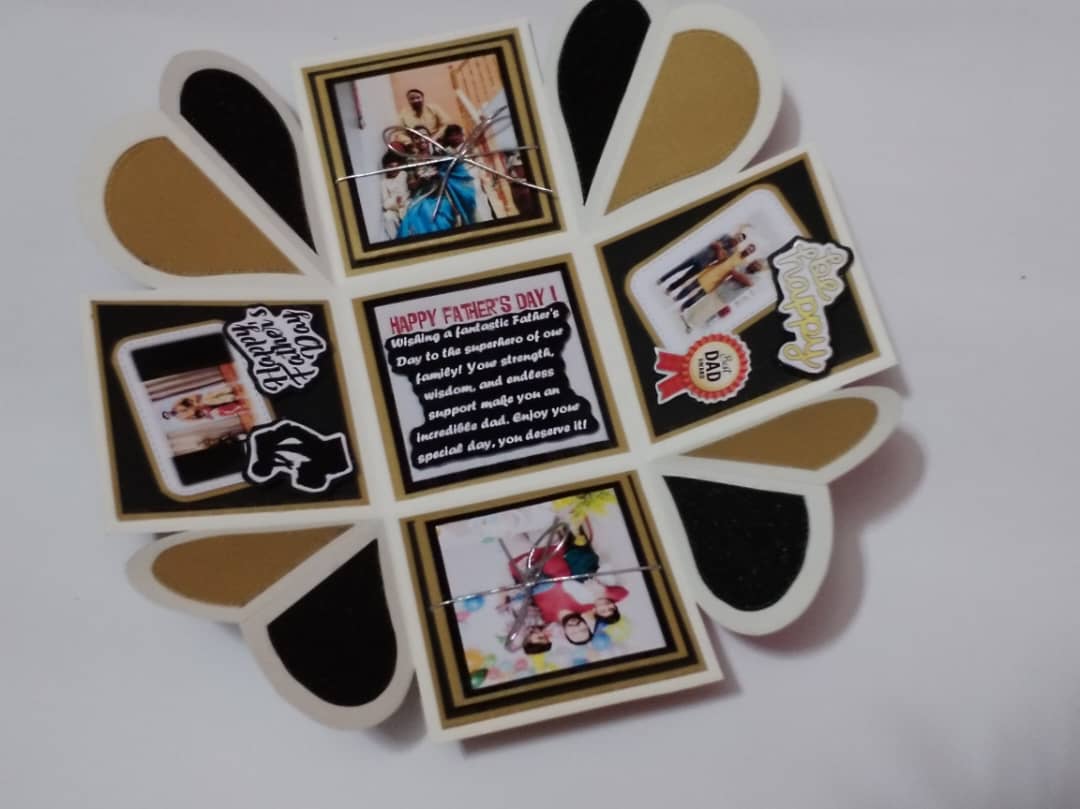 HAPPY FATHER'S DAY !
Wishing a fantastic Father's
Day to the superhero of our
family! Your strength,
wisdom, and endless
support make you an
incredible dad. Enjoy your
special day, you deserve it!
Happy
Father's
Day
Best
DAD
be
happy